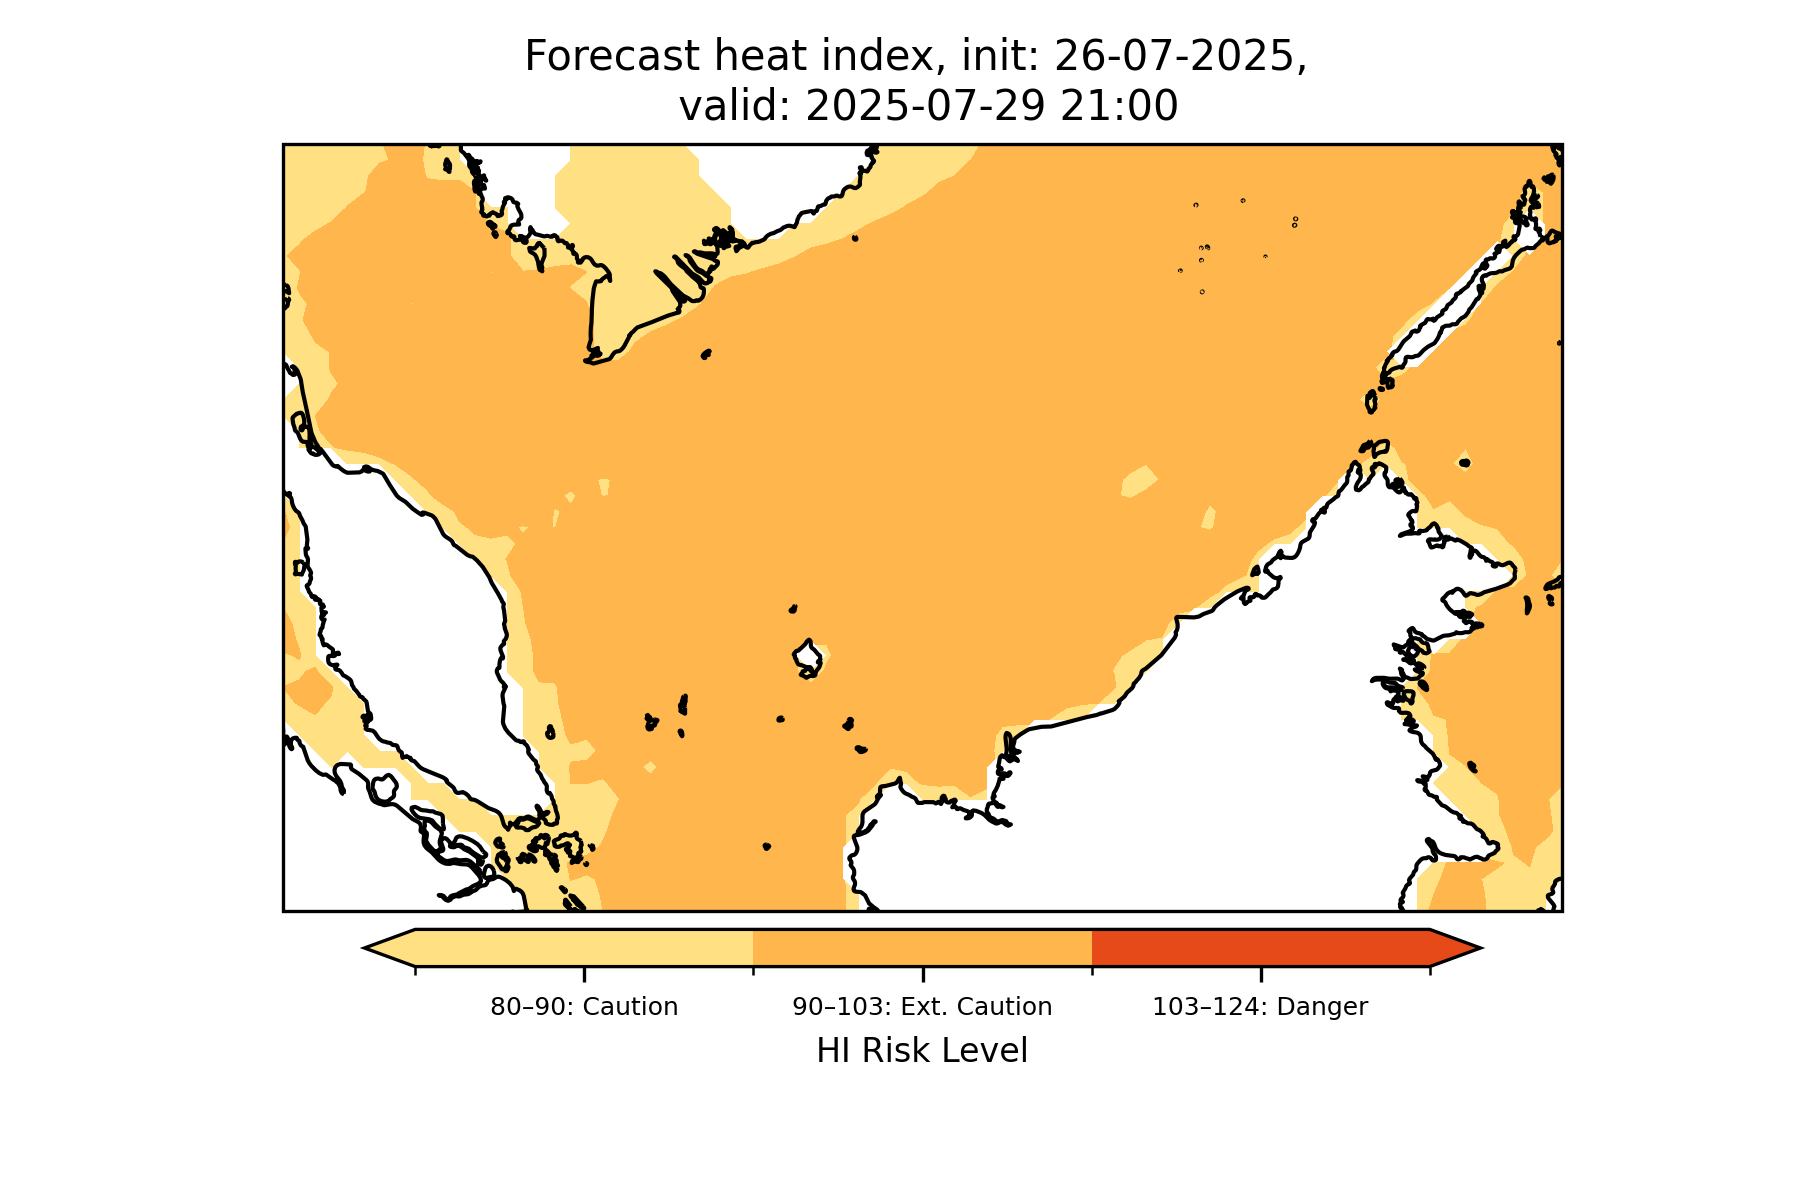 Forecast heat index, init: 26-07-2025,
valid: 2025-07-29 21:00
80–90: Caution 90–103: Ext. Caution 103–124: Danger
HI Risk Level